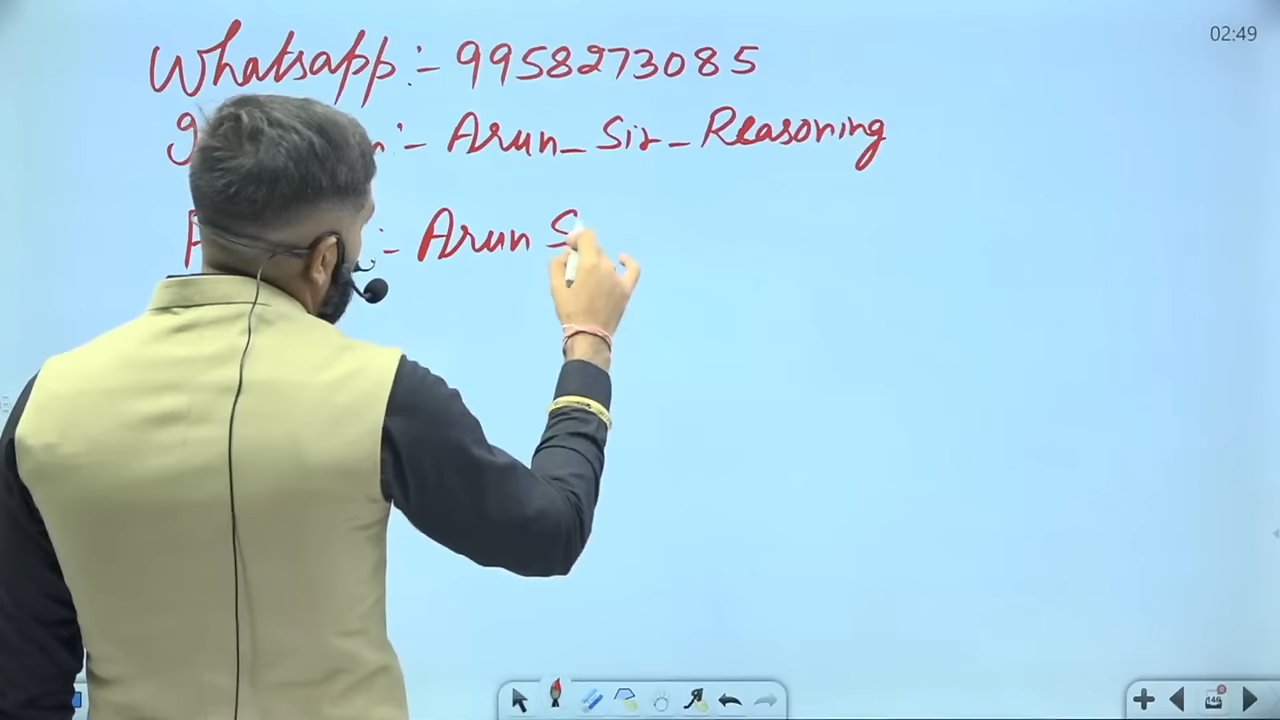 02:49
Whatsapp :- 9958273085
:- Arun_Sir_Reasoning
:- Arun S